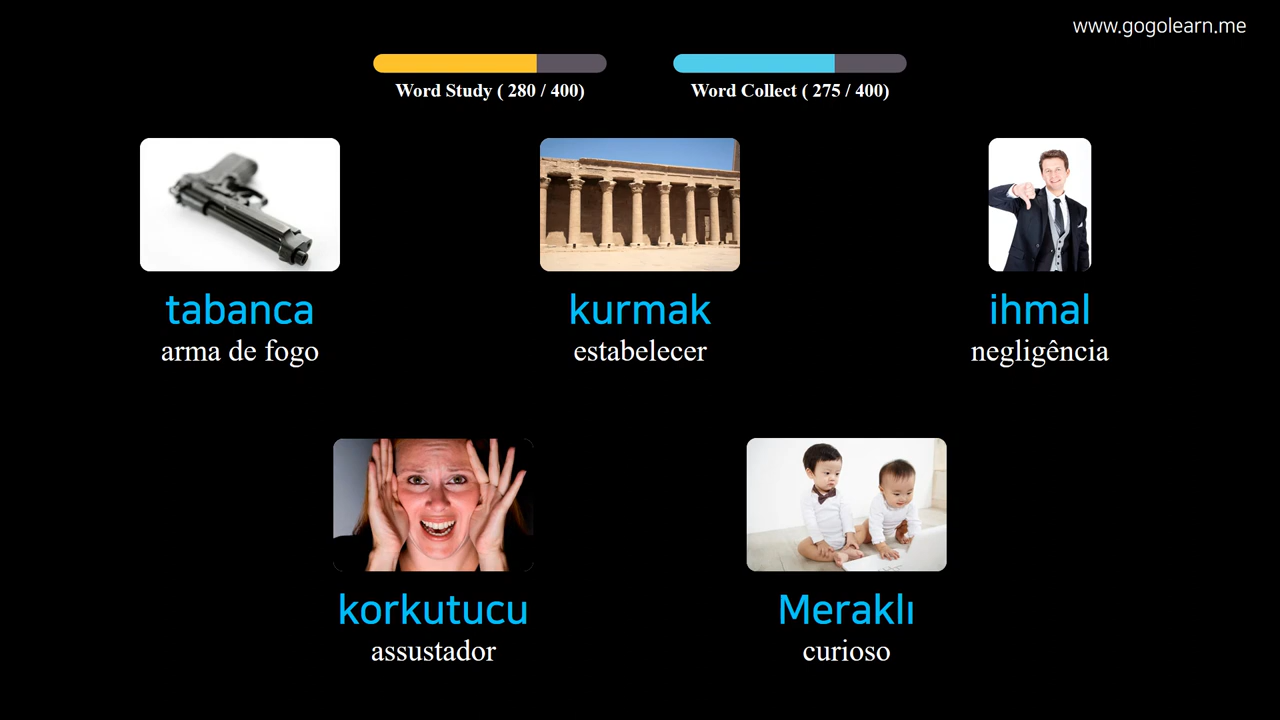 www.gogolearn.me
Word Study ( 280 / 400)
Word Collect ( 275 / 400)
tabanca
arma de fogo
kurmak
estabelecer
ihmal
negligência
korkutucu
assustador
Meraklı
curioso